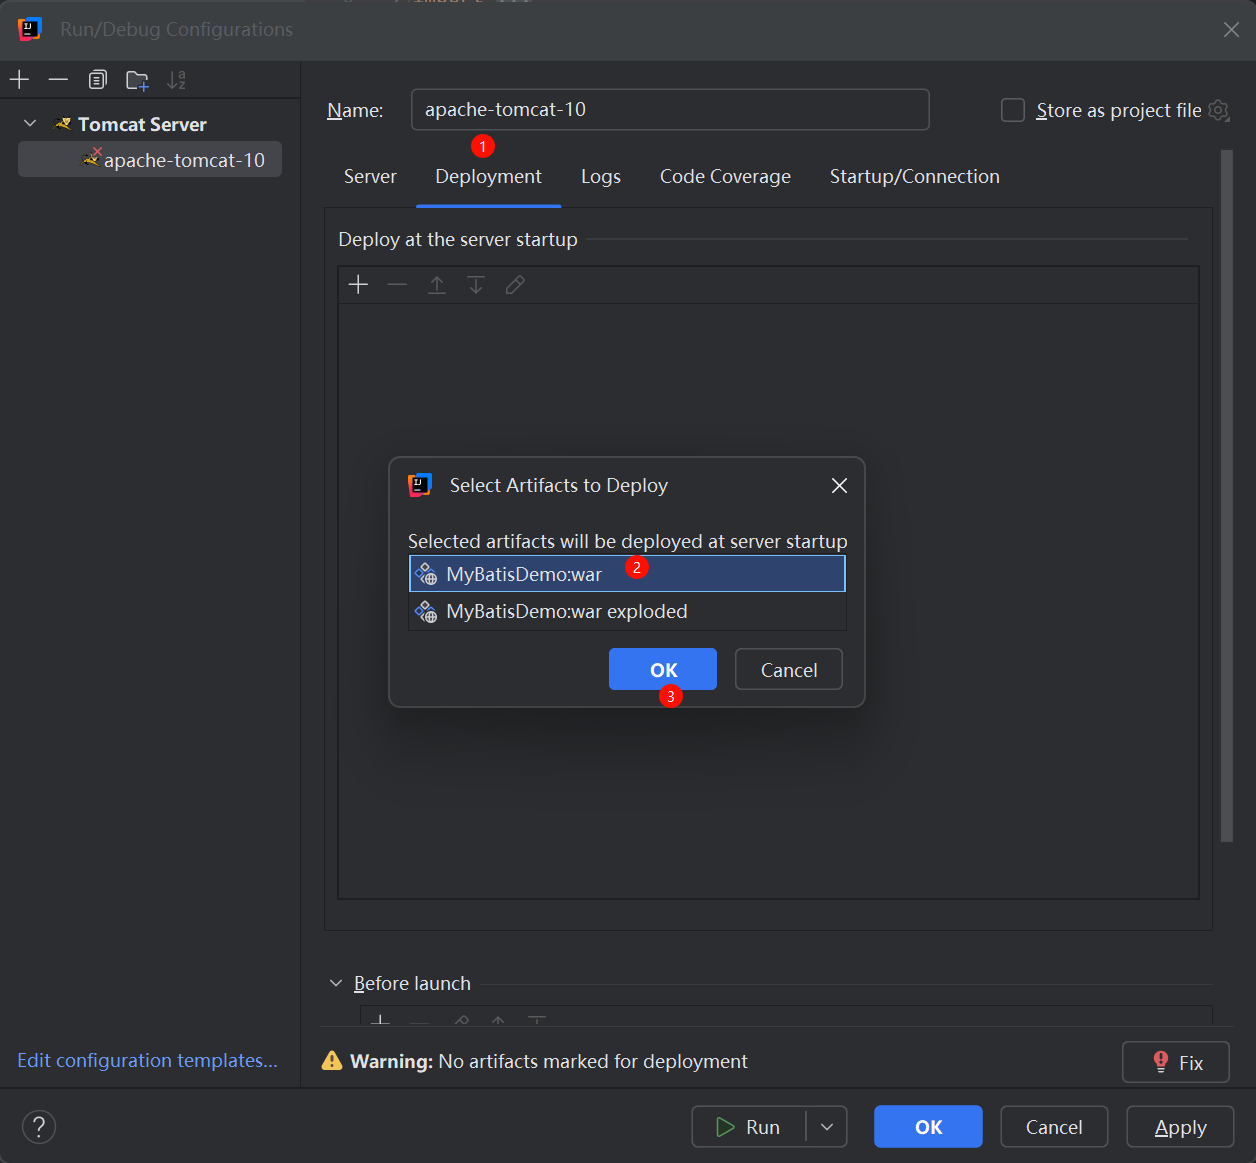 Run/Debug Configurations
Name: apache-tomcat-10 Store as project file
Tomcat Server
apache-tomcat-10
1
Server Deployment Logs Code Coverage Startup/Connection
Deploy at the server startup
Select Artifacts to Deploy
Selected artifacts will be deployed at server startup
MyBatisDemo:war 2
MyBatisDemo:war exploded
OK Cancel
3
Before launch
Edit configuration templates...
Warning: No artifacts marked for deployment Fix
? Run OK Cancel Apply